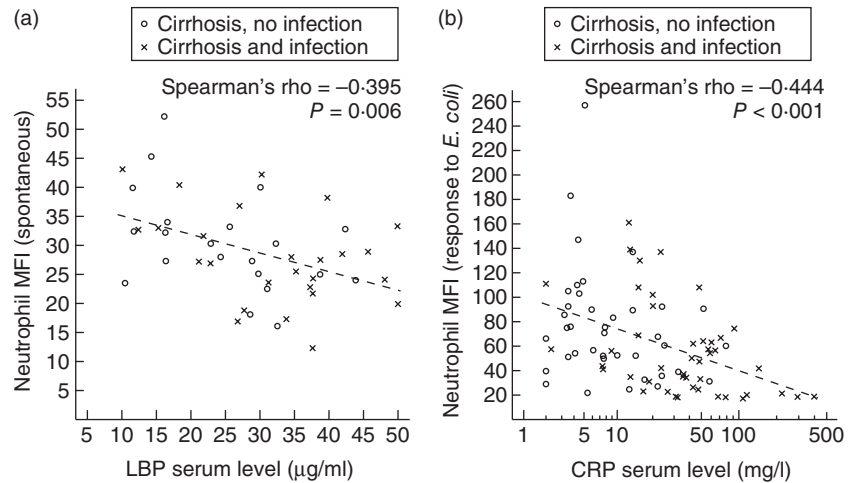 (a)
○ Cirrhosis, no infection
× Cirrhosis and infection
Spearman's rho = –0·395
P = 0·006
Neutrophil MFI (spontaneous)
55
50
45
40
35
30
25
20
15
10
5
5 10 15 20 25 30 35 40 45 50
LBP serum level (μg/ml)
(b)
○ Cirrhosis, no infection
× Cirrhosis and infection
Spearman's rho = –0·444
P < 0·001
Neutrophil MFI (response to E. coli)
260
240
220
200
180
160
140
120
100
80
60
40
20
1 5 10 50 100 500
CRP serum level (mg/l)